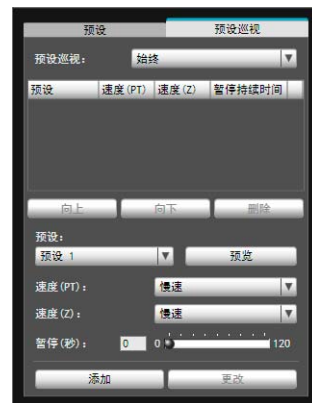 预设 预设巡视
预设巡视: 始终
预设 速度(PT) 速度(Z) 暂停持续时间
向上 向下 删除
预设:
预设 1 预览
速度(PT): 慢速
速度(Z): 慢速
暂停(秒): 0 0 120
添加 更改